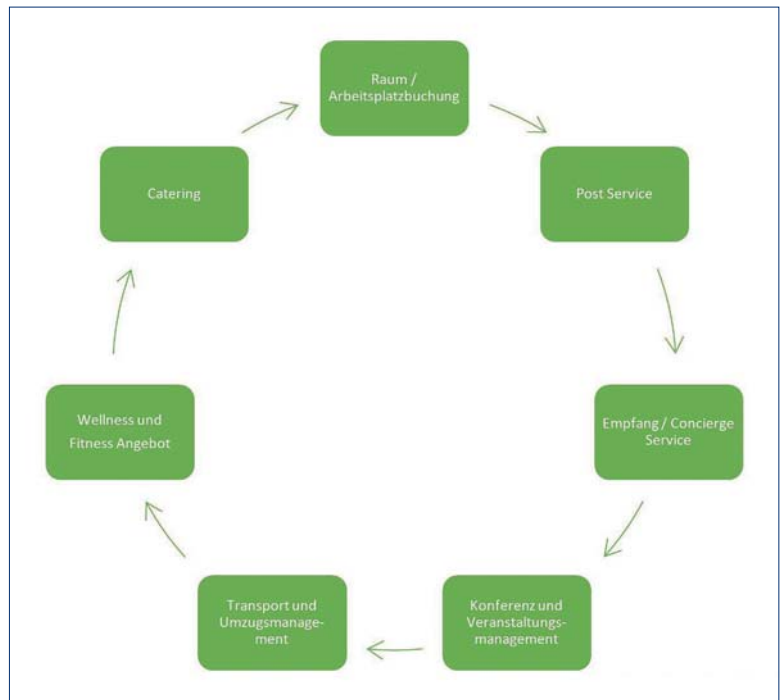 Raum /
Arbeitsplatzbuchung
Post Service
Empfang / Concierge
Service
Konferenz und
Veranstaltungs-
management
Transport und
Umzugsmanage-
ment
Wellness und
Fitness Angebot
Catering